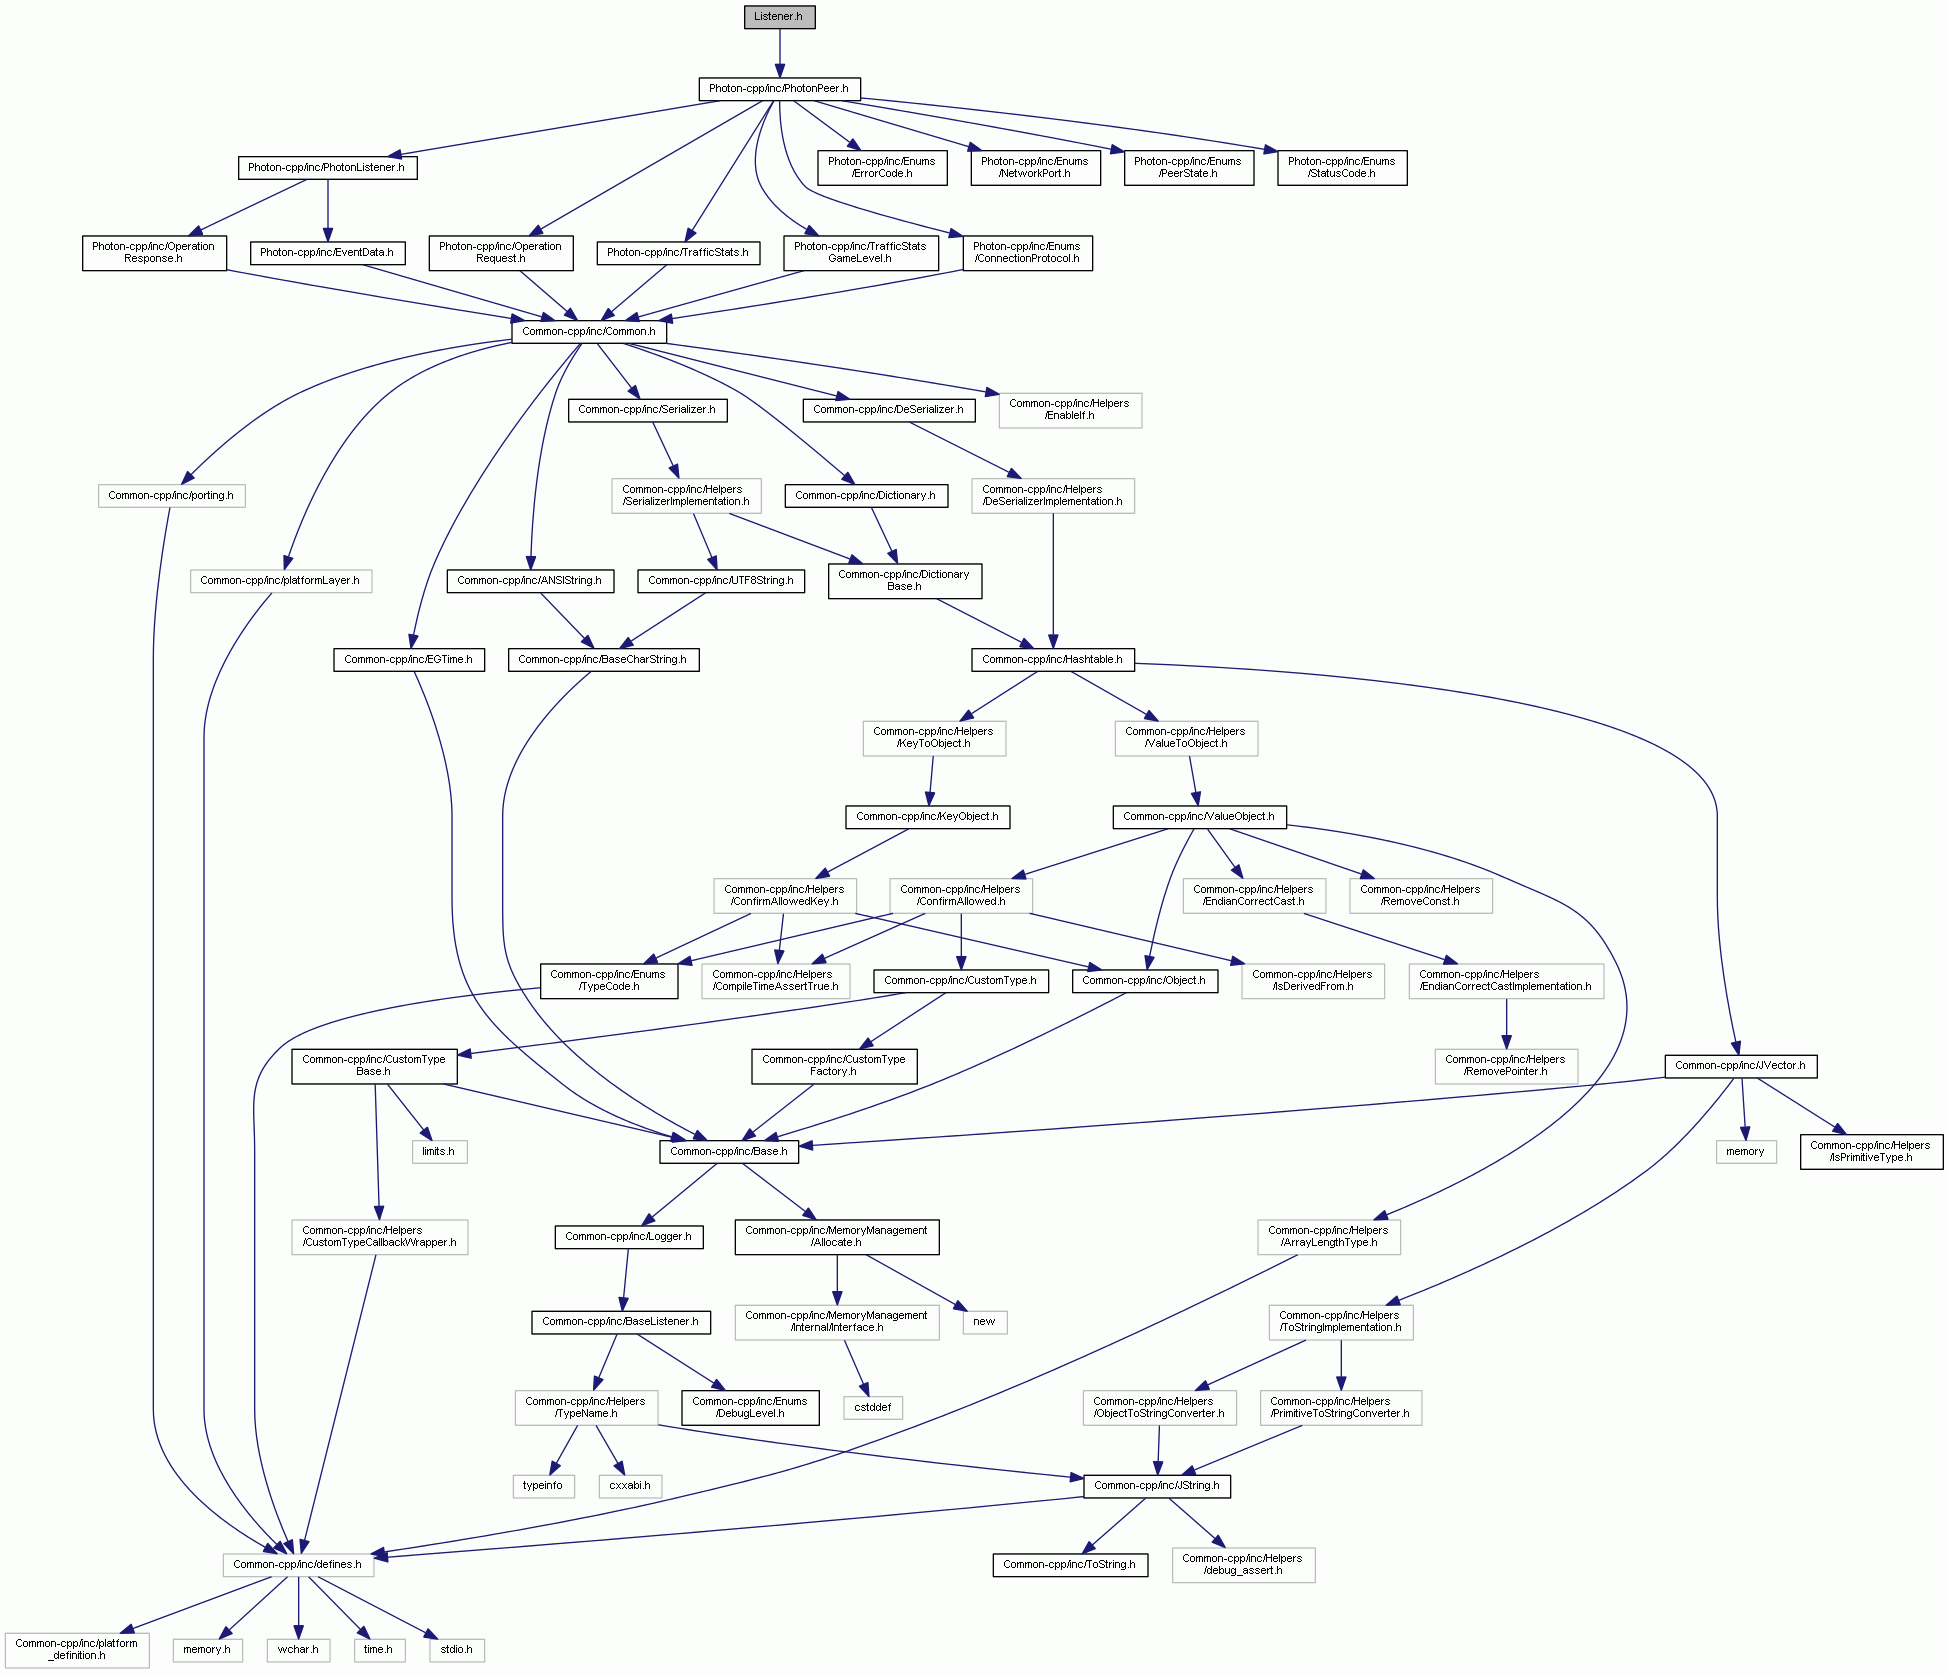 Listener.h
Photon-cpp/inc/PhotonPeer.h
Photon-cpp/inc/PhotonListener.h
Photon-cpp/inc/Enums
/ErrorCode.h
Photon-cpp/inc/Enums
/NetworkPort.h
Photon-cpp/inc/Enums
/PeerState.h
Photon-cpp/inc/Enums
/StatusCode.h
Photon-cpp/inc/Operation
Response.h
Photon-cpp/inc/EventData.h
Photon-cpp/inc/Operation
Request.h
Photon-cpp/inc/TrafficStats.h
Photon-cpp/inc/TrafficStats
GameLevel.h
Photon-cpp/inc/Enums
/ConnectionProtocol.h
Common-cpp/inc/Common.h
Common-cpp/inc/Serializer.h
Common-cpp/inc/DeSerializer.h
Common-cpp/inc/Helpers
/EnableIf.h
Common-cpp/inc/porting.h
Common-cpp/inc/Helpers
/SerializerImplementation.h
Common-cpp/inc/Dictionary.h
Common-cpp/inc/Helpers
/DeSerializerImplementation.h
Common-cpp/inc/platformLayer.h
Common-cpp/inc/ANSIString.h
Common-cpp/inc/UTF8String.h
Common-cpp/inc/Dictionary
Base.h
Common-cpp/inc/EGTime.h
Common-cpp/inc/BaseCharString.h
Common-cpp/inc/Hashtable.h
Common-cpp/inc/Helpers
/KeyToObject.h
Common-cpp/inc/Helpers
/ValueToObject.h
Common-cpp/inc/KeyObject.h
Common-cpp/inc/ValueObject.h
Common-cpp/inc/Helpers
/ConfirmAllowedKey.h
Common-cpp/inc/Helpers
/ConfirmAllowed.h
Common-cpp/inc/Helpers
/EndianCorrectCast.h
Common-cpp/inc/Helpers
/RemoveConst.h
Common-cpp/inc/Enums
/TypeCode.h
Common-cpp/inc/Helpers
/CompileTimeAssertTrue.h
Common-cpp/inc/CustomType.h
Common-cpp/inc/Object.h
Common-cpp/inc/Helpers
/IsDerivedFrom.h
Common-cpp/inc/Helpers
/EndianCorrectCastImplementation.h
Common-cpp/inc/CustomType
Base.h
Common-cpp/inc/CustomType
Factory.h
Common-cpp/inc/Helpers
/RemovePointer.h
Common-cpp/inc/JVector.h
limits.h
Common-cpp/inc/Base.h
memory
Common-cpp/inc/Helpers
/IsPrimitiveType.h
Common-cpp/inc/Helpers
/CustomTypeCallbackWrapper.h
Common-cpp/inc/Logger.h
Common-cpp/inc/MemoryManagement
/Allocate.h
Common-cpp/inc/Helpers
/ArrayLengthType.h
Common-cpp/inc/BaseListener.h
Common-cpp/inc/MemoryManagement
/Internal/Interface.h
new
Common-cpp/inc/Helpers
/ToStringImplementation.h
Common-cpp/inc/Helpers
/TypeName.h
Common-cpp/inc/Enums
/DebugLevel.h
cstddef
Common-cpp/inc/Helpers
/ObjectToStringConverter.h
Common-cpp/inc/Helpers
/PrimitiveToStringConverter.h
typeinfo
cxxabi.h
Common-cpp/inc/JString.h
Common-cpp/inc/defines.h
Common-cpp/inc/ToString.h
Common-cpp/inc/Helpers
/debug_assert.h
Common-cpp/inc/platform
_definition.h
memory.h
wchar.h
time.h
stdio.h